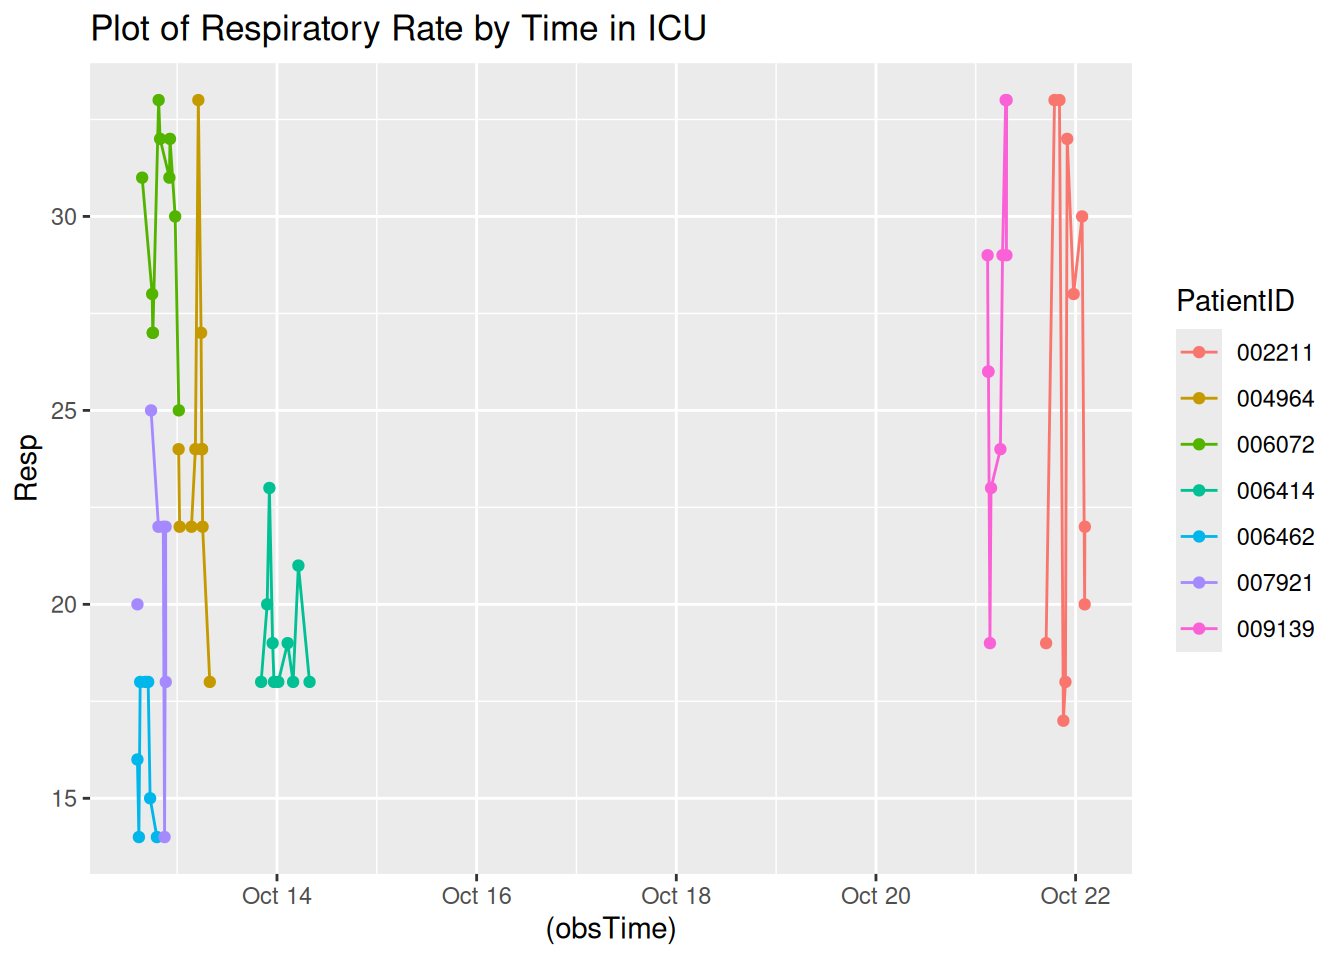 Plot of Respiratory Rate by Time in ICU
Resp
30
25
20
15
Oct 14
Oct 16
Oct 18
Oct 20
Oct 22
(obsTime)
PatientID
002211
004964
006072
006414
006462
007921
009139